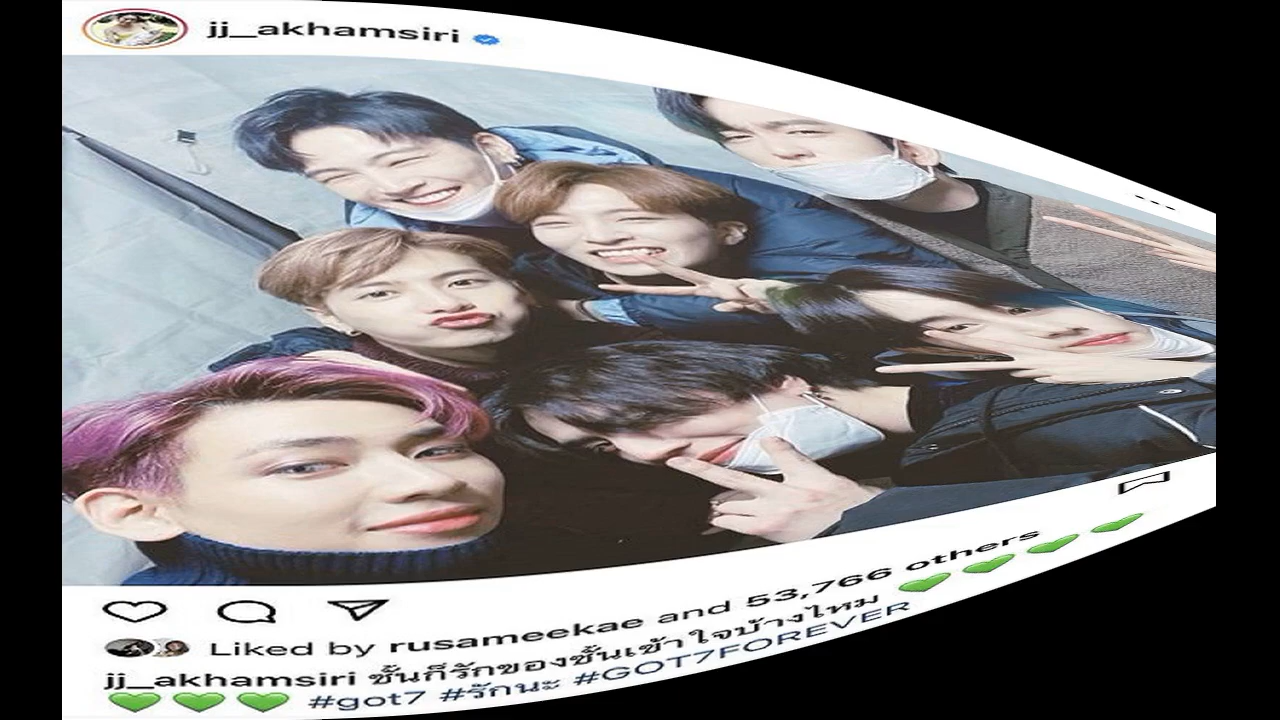 jj_akhamsiri
Liked by rusameekae and 53,766 others
jj_akhamsiri ชั้นก็รักของชั้นเข้าใจบ้างไหม 💚💚💚💚
💚💚💚 #got7 #รักนะ #GOT7FOREVER